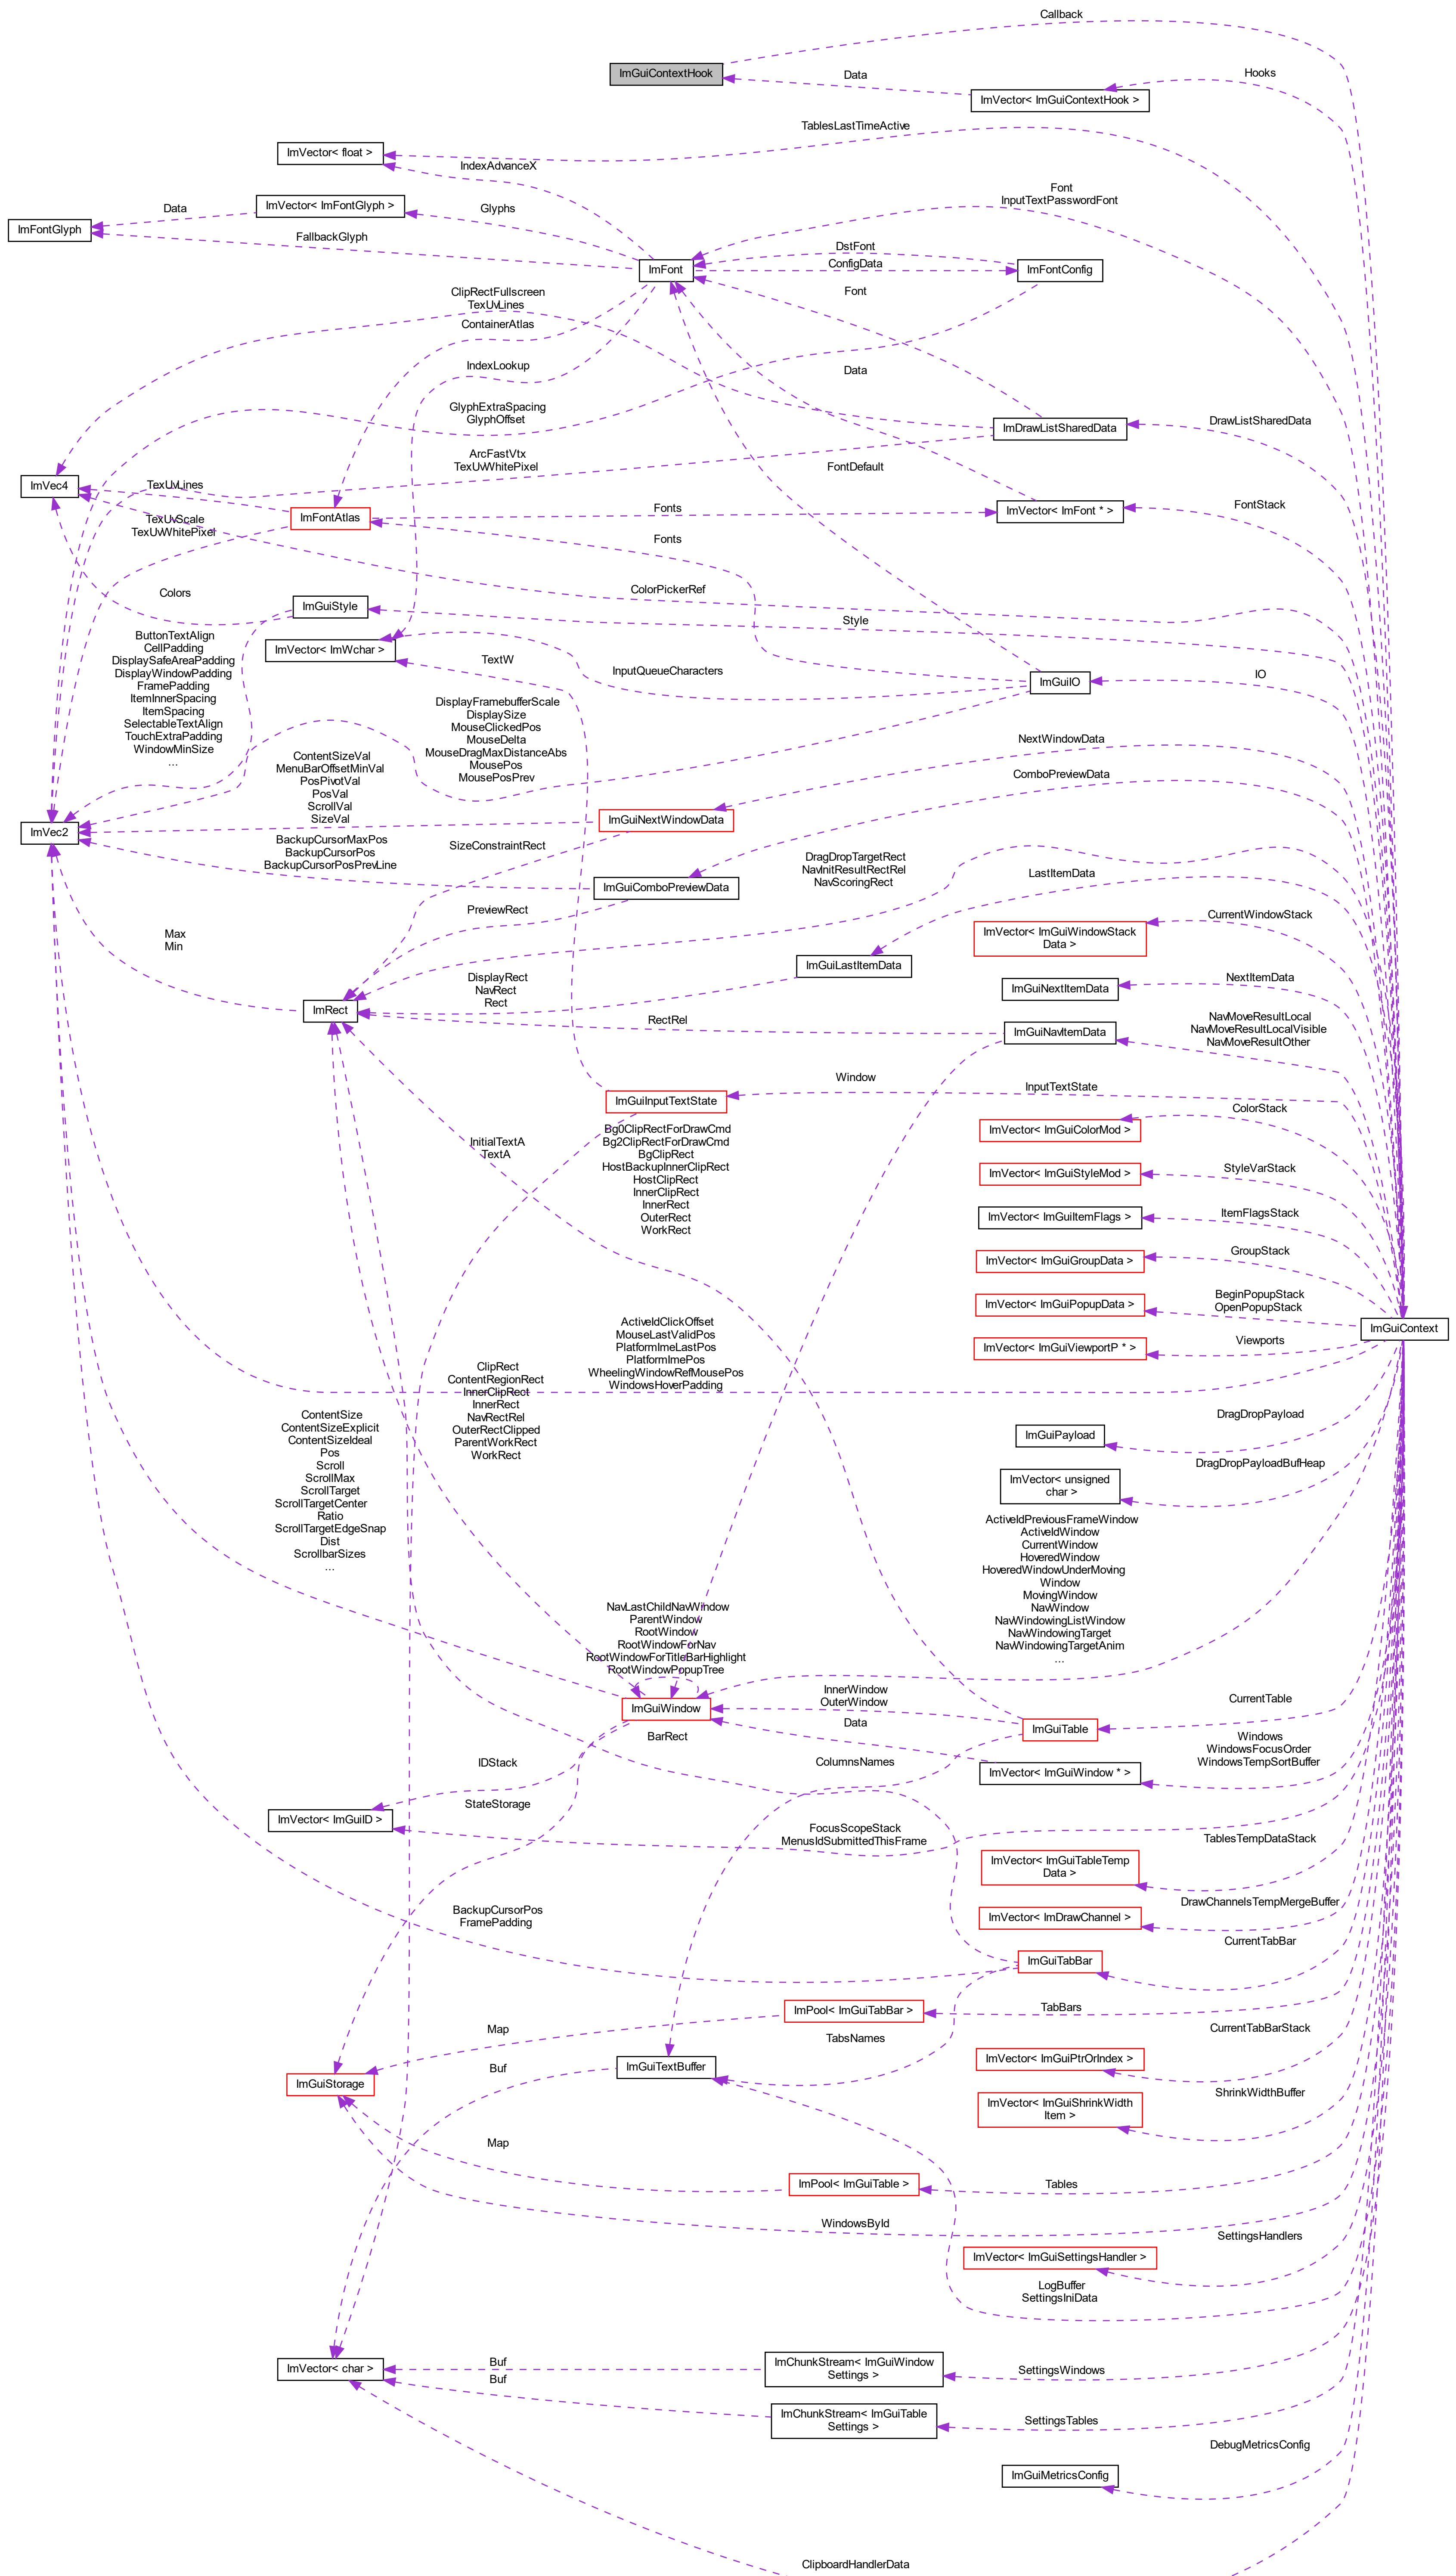 Callback
ImGuiContextHook
Data
Hooks
ImVector< ImGuiContextHook >
TablesLastTimeActive
ImVector< float >
IndexAdvanceX
Font
InputTextPasswordFont
ImVector< ImFontGlyph >
Data
Glyphs
ImFontGlyph
FallbackGlyph
DstFont
ConfigData
ImFont
ImFontConfig
ClipRectFullscreen
TexUvLines
Font
ContainerAtlas
IndexLookup
Data
GlyphExtraSpacing
GlyphOffset
ImDrawListSharedData
DrawListSharedData
ArcFastVtx
TexUvWhitePixel
FontDefault
ImVec4
TexUvLines
ImFontAtlas
Fonts
ImVector< ImFont * >
FontStack
TexUvScale
TexUvWhitePixel
Fonts
ColorPickerRef
Colors
ImGuiStyle
Style
ButtonTextAlign
CellPadding
DisplaySafeAreaPadding
DisplayWindowPadding
FramePadding
ItemInnerSpacing
ItemSpacing
SelectableTextAlign
TouchExtraPadding
WindowMinSize
...
ImVector< ImWchar >
TextW
InputQueueCharacters
ImGuiIO
IO
DisplayFramebufferScale
DisplaySize
MouseClickedPos
MouseDelta
MouseDragMaxDistanceAbs
MousePos
MousePosPrev
NextWindowData
ContentSizeVal
MenuBarOffsetMinVal
PosPivotVal
PosVal
ScrollVal
SizeVal
ComboPreviewData
ImVec2
ImGuiNextWindowData
BackupCursorMaxPos
BackupCursorPos
BackupCursorPosPrevLine
SizeConstraintRect
DragDropTargetRect
NavInitResultRectRel
NavScoringRect
LastItemData
ImGuiComboPreviewData
PreviewRect
CurrentWindowStack
ImVector< ImGuiWindowStack
Data >
Max
Min
ImGuiLastItemData
DisplayRect
NavRect
Rect
NextItemData
ImGuiNextItemData
ImRect
RectRel
ImGuiNavItemData
NavMoveResultLocal
NavMoveResultLocalVisible
NavMoveResultOther
Window
InputTextState
ImGuiInputTextState
ColorStack
ImVector< ImGuiColorMod >
InitialTextA
TextA
Bg0ClipRectForDrawCmd
Bg2ClipRectForDrawCmd
BgClipRect
HostBackupInnerClipRect
HostClipRect
InnerClipRect
InnerRect
OuterRect
WorkRect
StyleVarStack
ImVector< ImGuiStyleMod >
ItemFlagsStack
ImVector< ImGuiItemFlags >
GroupStack
ImVector< ImGuiGroupData >
BeginPopupStack
OpenPopupStack
ImVector< ImGuiPopupData >
ImGuiContext
Viewports
ImVector< ImGuiViewportP * >
ActiveIdClickOffset
MouseLastValidPos
PlatformImeLastPos
PlatformImePos
WheelingWindowRefMousePos
WindowsHoverPadding
ClipRect
ContentRegionRect
InnerClipRect
InnerRect
NavRectRel
OuterRectClipped
ParentWorkRect
WorkRect
ContentSize
ContentSizeExplicit
ContentSizeIdeal
Pos
Scroll
ScrollMax
ScrollTarget
ScrollTargetCenter
Ratio
ScrollTargetEdgeSnap
Dist
ScrollbarSizes
...
DragDropPayload
ImGuiPayload
DragDropPayloadBufHeap
ImVector< unsigned
char >
ActiveIdPreviousFrameWindow
ActiveIdWindow
CurrentWindow
HoveredWindow
HoveredWindowUnderMoving
Window
MovingWindow
NavWindow
NavWindowingListWindow
NavWindowingTarget
NavWindowingTargetAnim
...
NavLastChildNavWindow
ParentWindow
RootWindow
RootWindowForNav
RootWindowForTitleBarHighlight
RootWindowPopupTree
InnerWindow
OuterWindow
CurrentTable
ImGuiWindow
ImGuiTable
BarRect
Data
Windows
WindowsFocusOrder
WindowsTempSortBuffer
IDStack
ColumnsNames
ImVector< ImGuiWindow * >
StateStorage
ImVector< ImGuiID >
FocusScopeStack
MenusIdSubmittedThisFrame
TablesTempDataStack
ImVector< ImGuiTableTemp
Data >
BackupCursorPos
FramePadding
DrawChannelsTempMergeBuffer
ImVector< ImDrawChannel >
CurrentTabBar
ImGuiTabBar
ImPool< ImGuiTabBar >
TabBars
Map
TabsNames
CurrentTabBarStack
ImVector< ImGuiPtrOrIndex >
ImGuiTextBuffer
Buf
ImGuiStorage
ShrinkWidthBuffer
ImVector< ImGuiShrinkWidth
Item >
Map
ImPool< ImGuiTable >
Tables
WindowsById
SettingsHandlers
ImVector< ImGuiSettingsHandler >
LogBuffer
SettingsIniData
ImVector< char >
Buf
ImChunkStream< ImGuiWindow
Settings >
SettingsWindows
Buf
ImChunkStream< ImGuiTable
Settings >
SettingsTables
DebugMetricsConfig
ImGuiMetricsConfig
ClipboardHandlerData